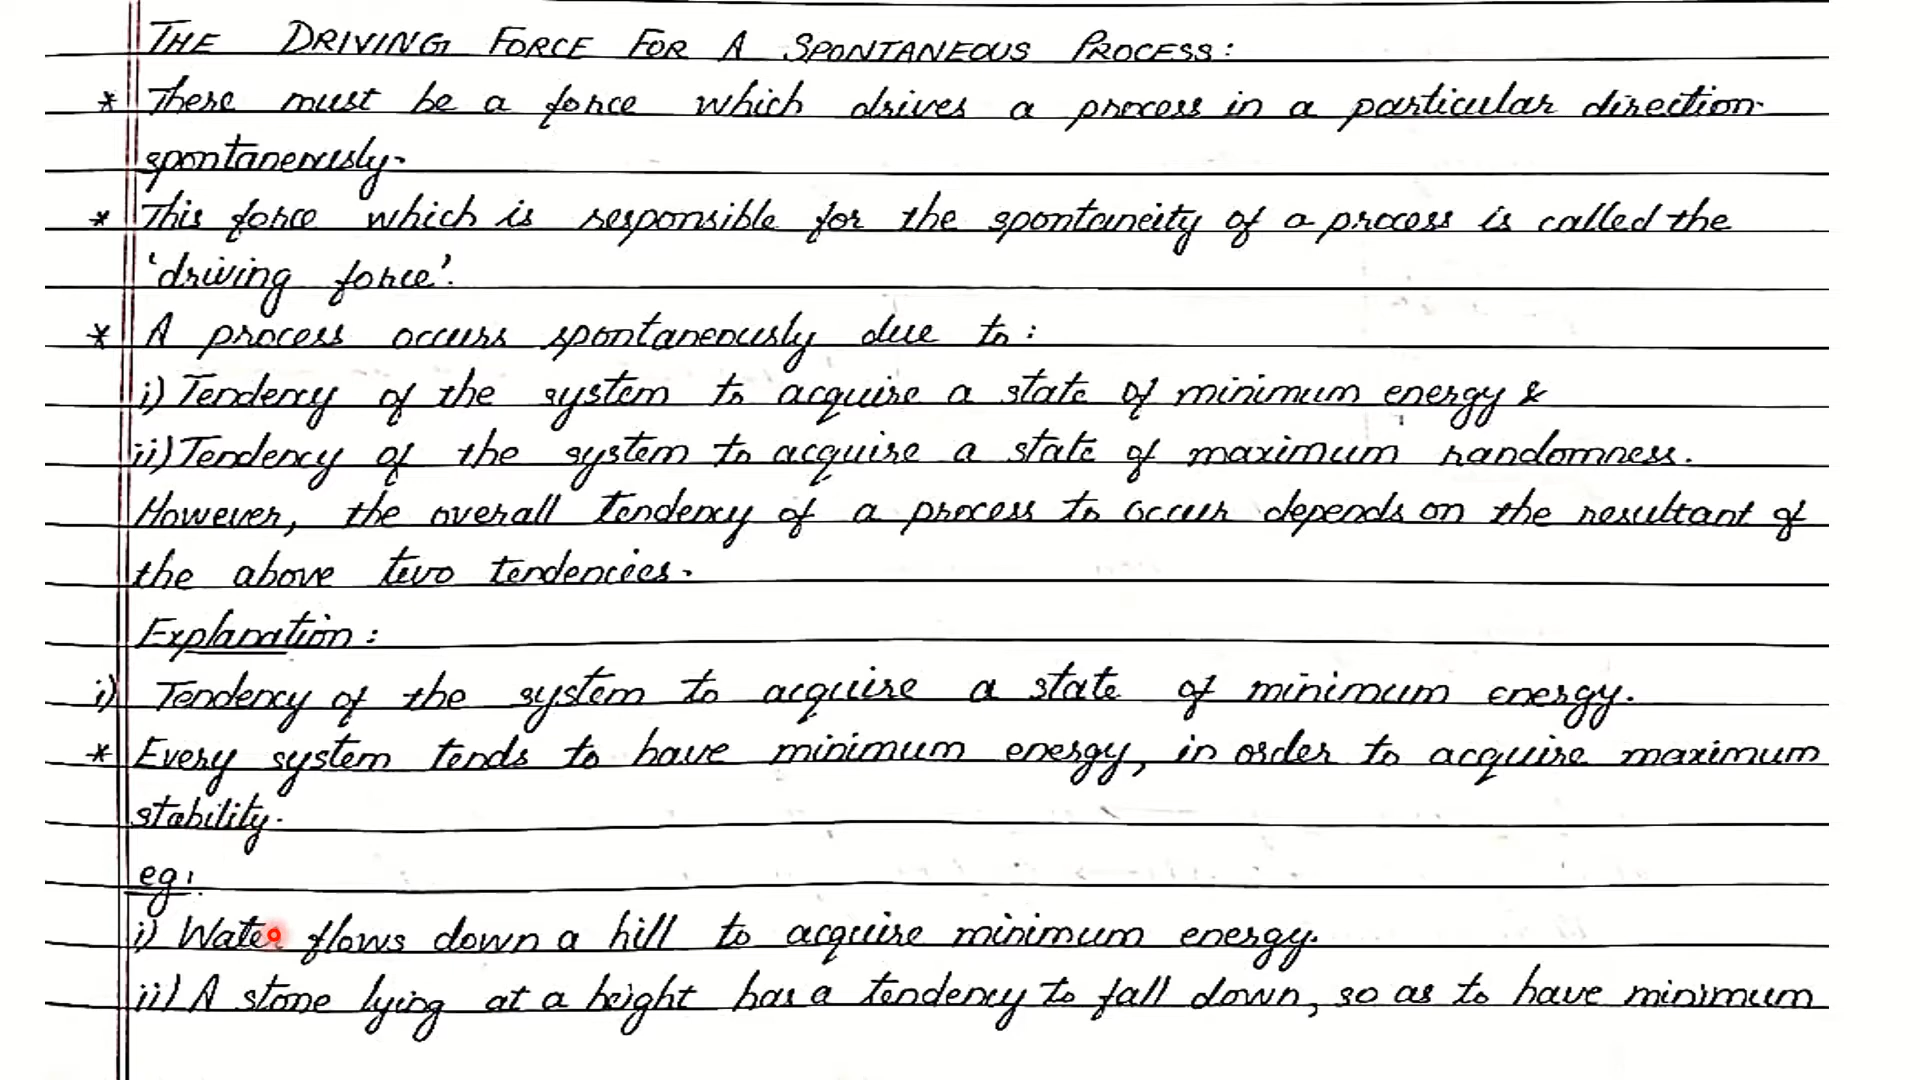 THE DRIVING FORCE FOR A SPONTANEOUS PROCESS:
* There must be a force which drives a process in a particular direction
spontaneously.
* This force which is responsible for the spontaneity of a process is called the
'driving force'.
* A process occurs spontaneously due to:
i) Tendency of the system to acquire a state of minimum energy &
ii) Tendency of the system to acquire a state of maximum randomness.
However, the overall tendency of a process to occur depends on the resultant of
the above two tendencies.
Explanation:
i) Tendency of the system to acquire a state of minimum energy.
* Every system tends to have minimum energy, in order to acquire maximum
stability.
eg:
i) Water flows down a hill to acquire minimum energy.
ii) A stone lying at a height has a tendency to fall down, so as to have minimum